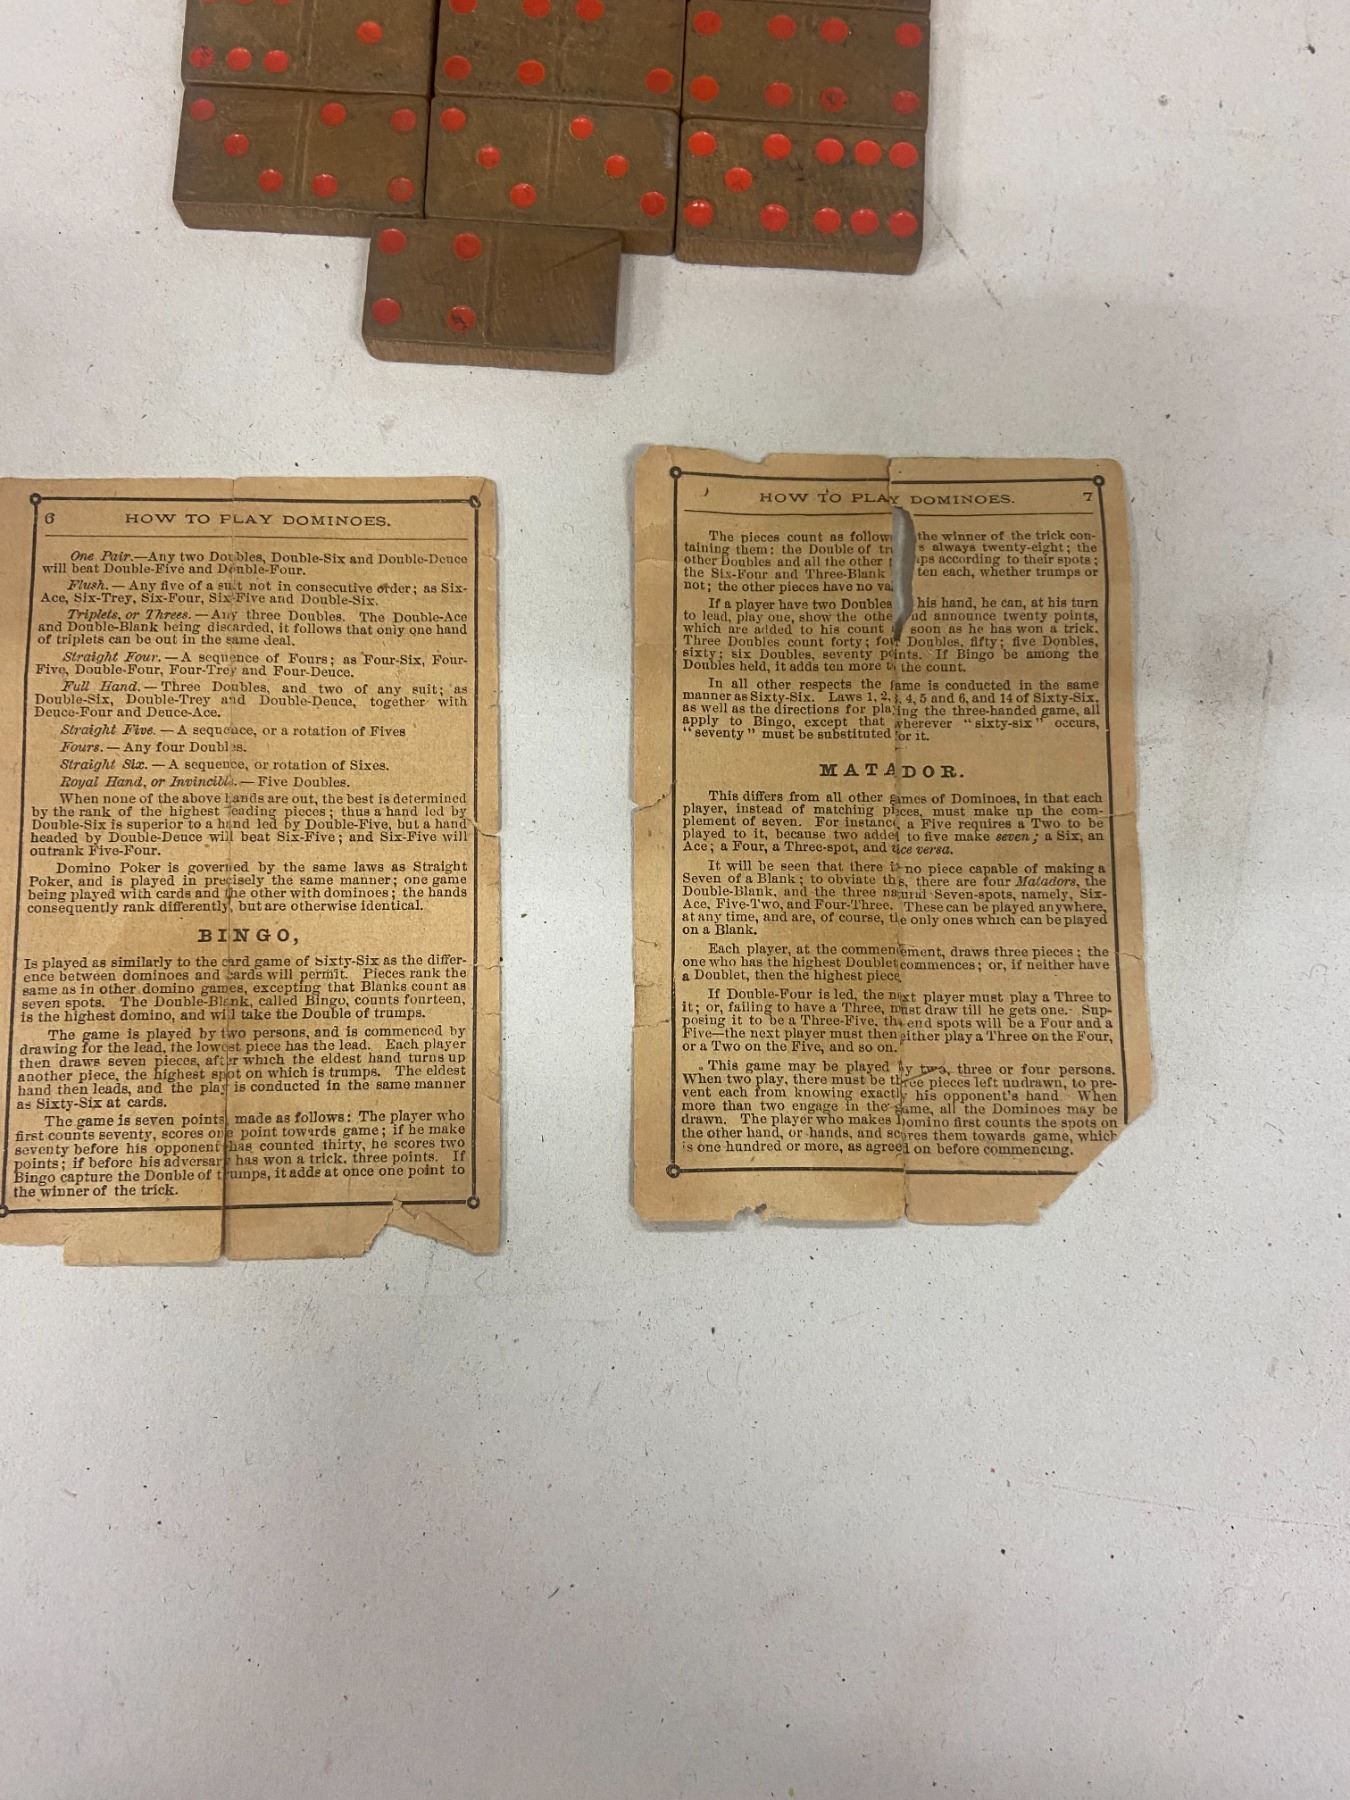 6 HOW TO PLAY DOMINOES.
One Pair.—Any two Doubles, Double-Six and Double-Deuce
will beat Double-Five and Double-Four.
Flush.—Any five of a suit not in consecutive order; as Six-
Ace, Six-Trey, Six-Four, Six-Five and Double-Six.
Triplets, or Threes.—Any three Doubles. The Double-Ace
and Double-Blank being discarded, it follows that only one hand
of triplets can be out in the same deal.
Straight Four.—A sequence of Fours; as Four-Six, Four-
Five, Double-Four, Four-Trey and Four-Deuce.
Full Hand.—Three Doubles, and two of any suit; as
Double-Six, Double-Trey and Double-Deuce, together with
Deuce-Four and Deuce-Ace.
Straight Five.—A sequence, or a rotation of Fives
Fours.—Any four Doubles.
Straight Six.—A sequence, or rotation of Sixes.
Royal Hand, or Invincible.—Five Doubles.
When none of the above hands are out, the best is determined
by the rank of the highest leading pieces; thus a hand led by
Double-Six is superior to a hand led by Double-Five, but a hand
headed by Double-Deuce will beat Six-Five; and Six-Five will
outrank Five-Four.
Domino Poker is governed by the same laws as Straight
Poker, and is played in precisely the same manner; one game
being played with cards and the other with dominoes; the hands
consequently rank differently, but are otherwise identical.
BINGO,
Is played as similarly to the card game of Sixty-Six as the differ-
ence between dominoes and cards will permit. Pieces rank the
same as in other domino games, excepting that Blanks count as
seven spots. The Double-Blank, called Bingo, counts fourteen,
is the highest domino, and will take the Double of trumps.
The game is played by two persons, and is commenced by
drawing for the lead, the lowest piece has the lead. Each player
then draws seven pieces, after which the eldest hand turns up
another piece, the highest spot on which is trumps. The eldest
hand then leads, and the play is conducted in the same manner
as Sixty-Six at cards.
The game is seven points, made as follows: The player who
first counts seventy, scores one point towards game; if he make
seventy before his opponent has counted thirty, he scores two
points; if before his adversary has won a trick, three points. If
Bingo capture the Double of trumps, it adds at once one point to
the winner of the trick.
HOW TO PLAY DOMINOES. 7
The pieces count as follow the winner of the trick con-
taining them: the Double of tr s always twenty-eight; the
other Doubles and all the other ps according to their spots;
the Six-Four and Three-Blank ten each, whether trumps or
not; the other pieces have no va
If a player have two Doubles his hand, he can, at his turn
to lead, play one, show the othe nd announce twenty points,
which are added to his count soon as he has won a trick.
Three Doubles count forty; four Doubles, fifty; five Doubles,
sixty; six Doubles, seventy points. If Bingo be among the
Doubles held, it adds ten more to the count.
In all other respects the game is conducted in the same
manner as Sixty-Six. Laws 1, 2, 3, 4, 5 and 6, and 14 of Sixty-Six,
as well as the directions for playing the three-handed game, all
apply to Bingo, except that wherever "sixty-six" occurs,
"seventy" must be substituted for it.
MATADOR.
This differs from all other games of Dominoes, in that each
player, instead of matching pieces, must make up the com-
plement of seven. For instance, a Five requires a Two to be
played to it, because two added to five make seven; a Six, an
Ace; a Four, a Three-spot, and vice versa.
It will be seen that there is no piece capable of making a
Seven of a Blank; to obviate this, there are four Matadors, the
Double-Blank, and the three natural Seven-spots, namely, Six-
Ace, Five-Two, and Four-Three. These can be played anywhere,
at any time, and are, of course, the only ones which can be played
on a Blank.
Each player, at the commencement, draws three pieces; the
one who has the highest Doublet commences; or, if neither have
a Doublet, then the highest piece.
If Double-Four is led, the next player must play a Three to
it; or, failing to have a Three, must draw till he gets one. Sup-
posing it to be a Three-Five, the end spots will be a Four and a
Five—the next player must then either play a Three on the Four,
or a Two on the Five, and so on.
This game may be played by two, three or four persons.
When two play, there must be three pieces left undrawn, to pre-
vent each from knowing exactly his opponent's hand When
more than two engage in the game, all the Dominoes may be
drawn. The player who makes Domino first counts the spots on
the other hand, or hands, and scores them towards game, which
is one hundred or more, as agreed on before commencing.